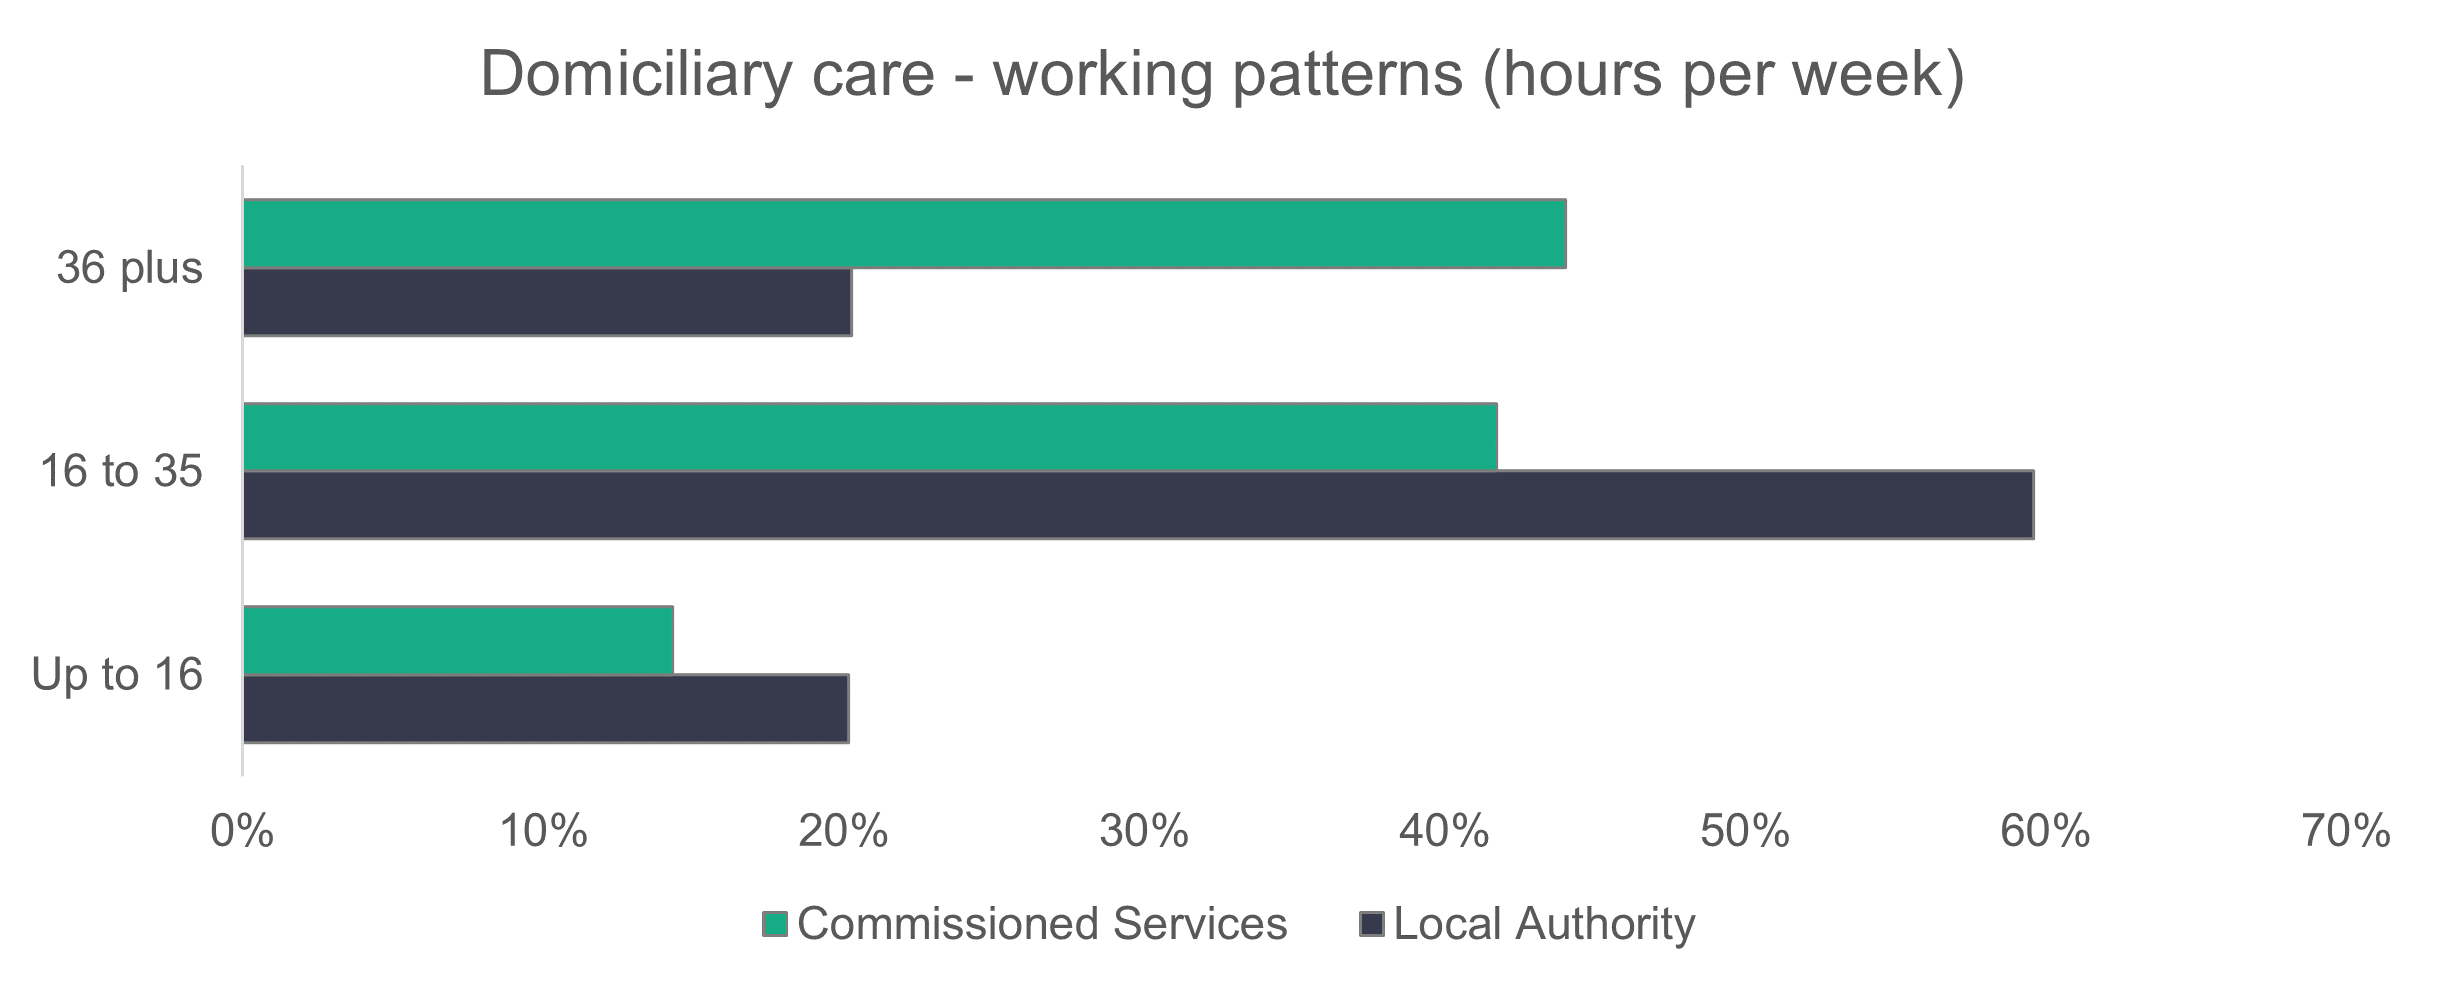 Domiciliary care - working patterns (hours per week)
36 plus
16 to 35
Up to 16
0% 10% 20% 30% 40% 50% 60% 70%
Commissioned Services Local Authority